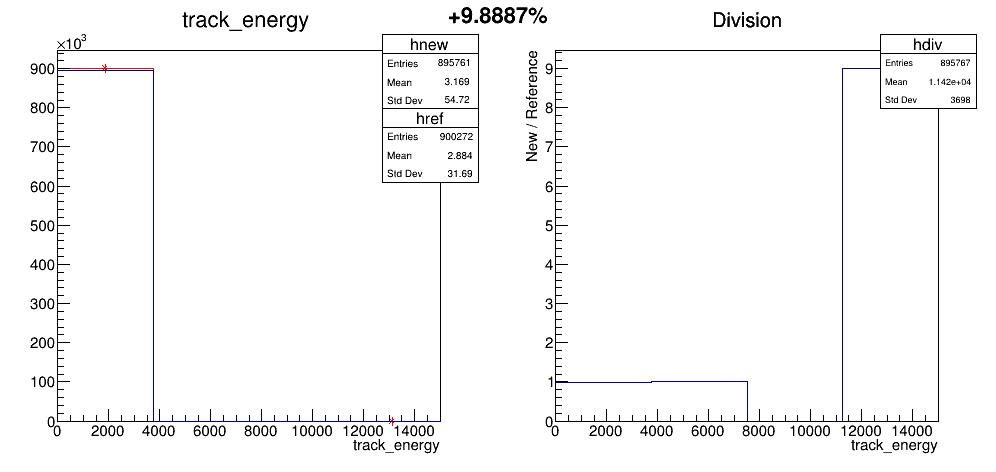 +9.8887%
track_energy
×10³
hnew
Entries 895761
Mean 3.169
Std Dev 54.72
href
Entries 900272
Mean 2.884
Std Dev 31.69
900
800
700
600
500
400
300
200
100
0
0 2000 4000 6000 8000 10000 12000 14000
track_energy
Division
hdiv
Entries 895767
Mean 1.142e+04
Std Dev 3698
New / Reference
9
8
7
6
5
4
3
2
1
0
0 2000 4000 6000 8000 10000 12000 14000
track_energy